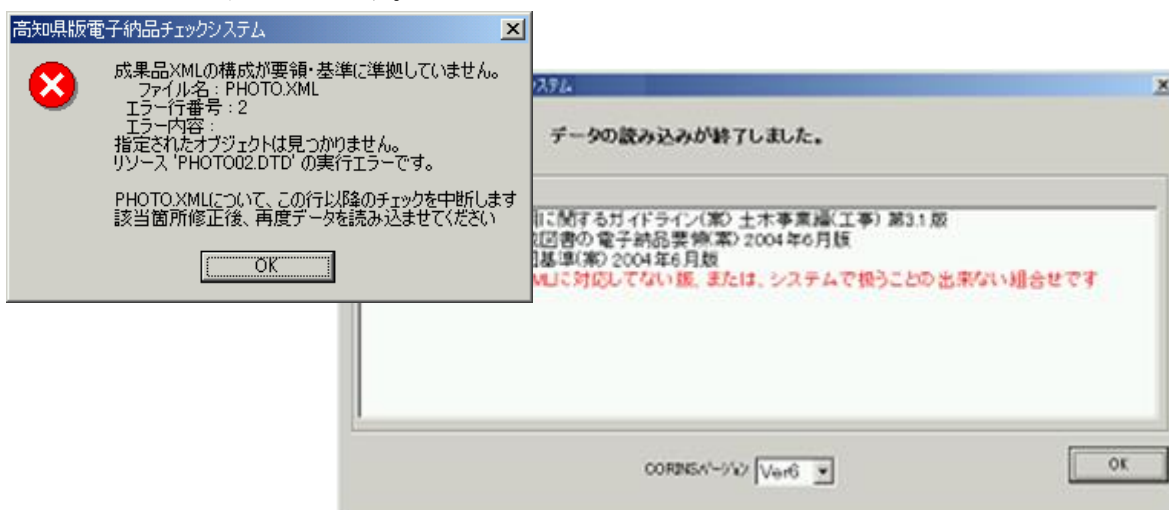 高知県版電子納品チェックシステム
成果品XMLの構成が要領・基準に準拠していません。
ファイル名:PHOTO.XML
エラー行番号:2
エラー内容:
指定されたオブジェクトは見つかりません。
リソース 'PHOTO02.DTD' の実行エラーです。
PHOTO.XMLについて、この行以降のチェックを中断します
該当箇所修正後、再度データを読み込ませてください
OK
ステム
データの読み込みが終了しました。
に関するガイドライン(案) 土木事業編(工事) 第3.1版
図書の電子納品要領(案) 2004年6月版
基準(案) 2004年6月版
に対応してない版、または、システムで扱うことの出来ない組合せです
CORINSバージョン Ver6
OK